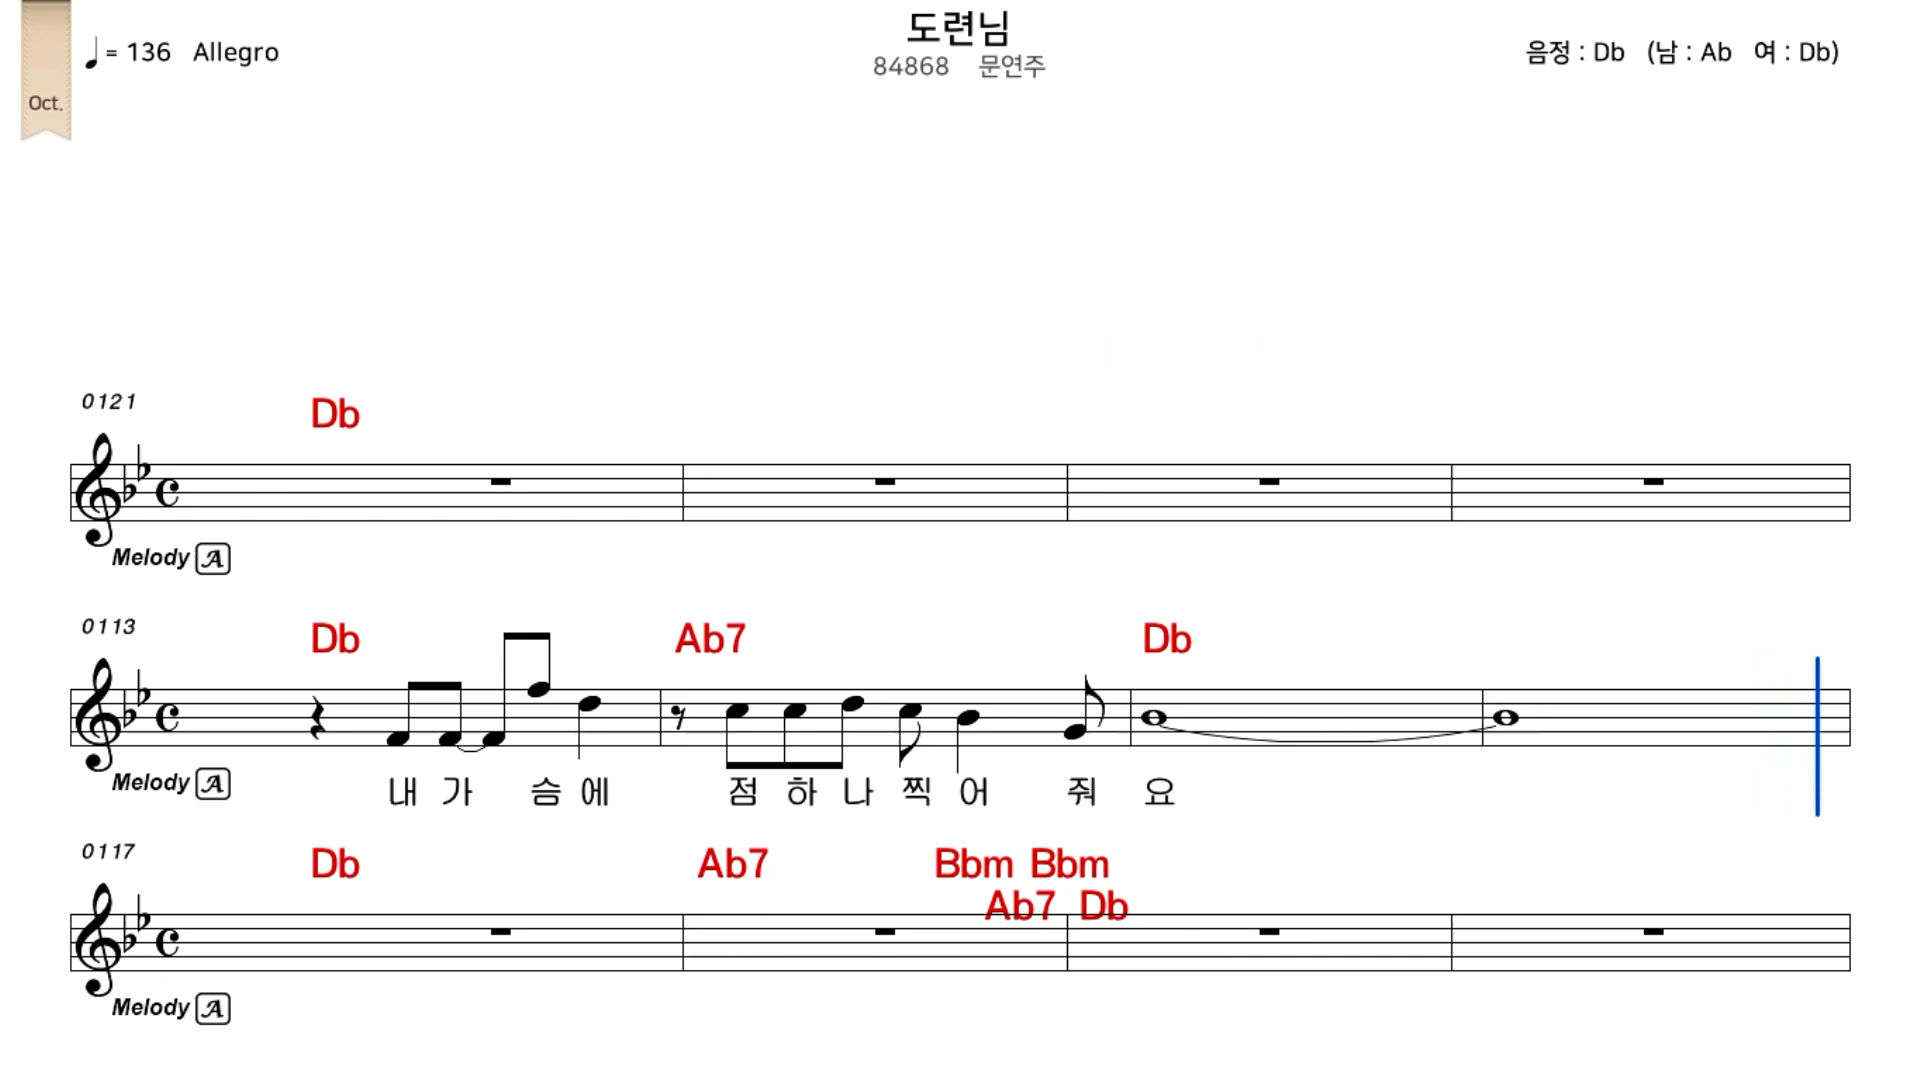 도련님
♩ = 136 Allegro
84868 문연주
음정 : Db (남 : Ab 여 : Db)
Oct.
0121
Db
Melody A
0113
Db Ab7 Db
내 가 슴 에 점 하 나 찍 어 줘 요
Melody A
0117
Db Ab7 Bbm Bbm
Ab7 Db
Melody A